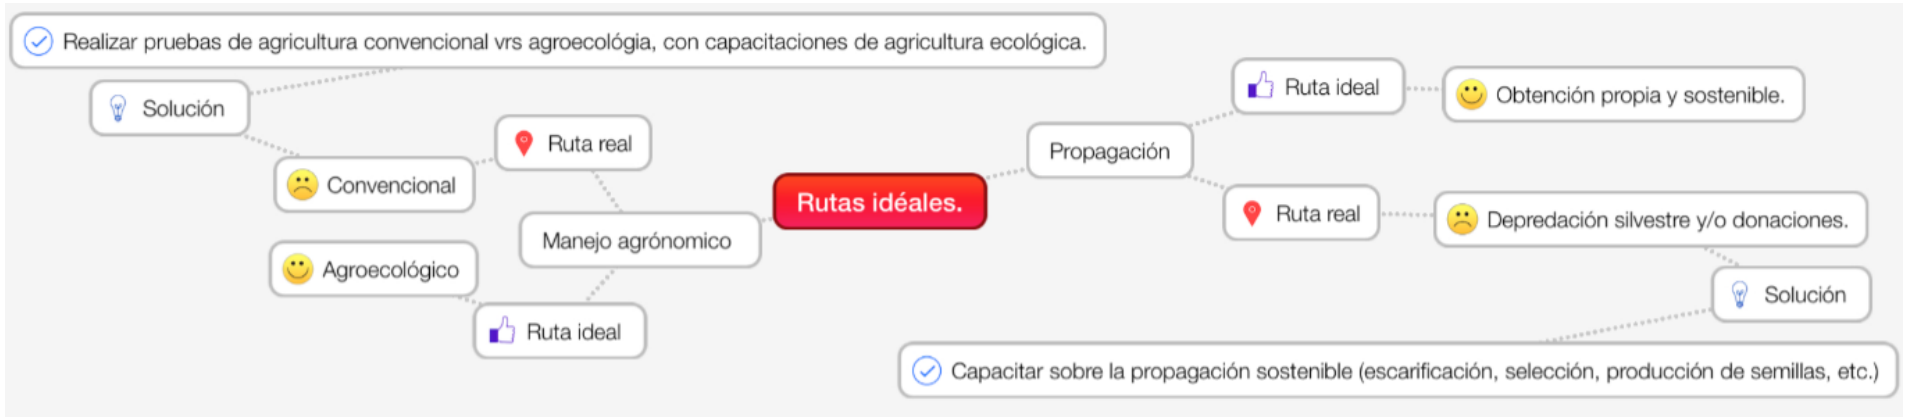 Realizar pruebas de agricultura convencional vrs agroecológia, con capacitaciones de agricultura ecológica.
Solución
Convencional
Ruta real
Manejo agrónomico
Agroecológico
Ruta ideal
Rutas idéales.
Propagación
Ruta ideal
Obtención propia y sostenible.
Ruta real
Depredación silvestre y/o donaciones.
Solución
Capacitar sobre la propagación sostenible (escarificación, selección, producción de semillas, etc.)